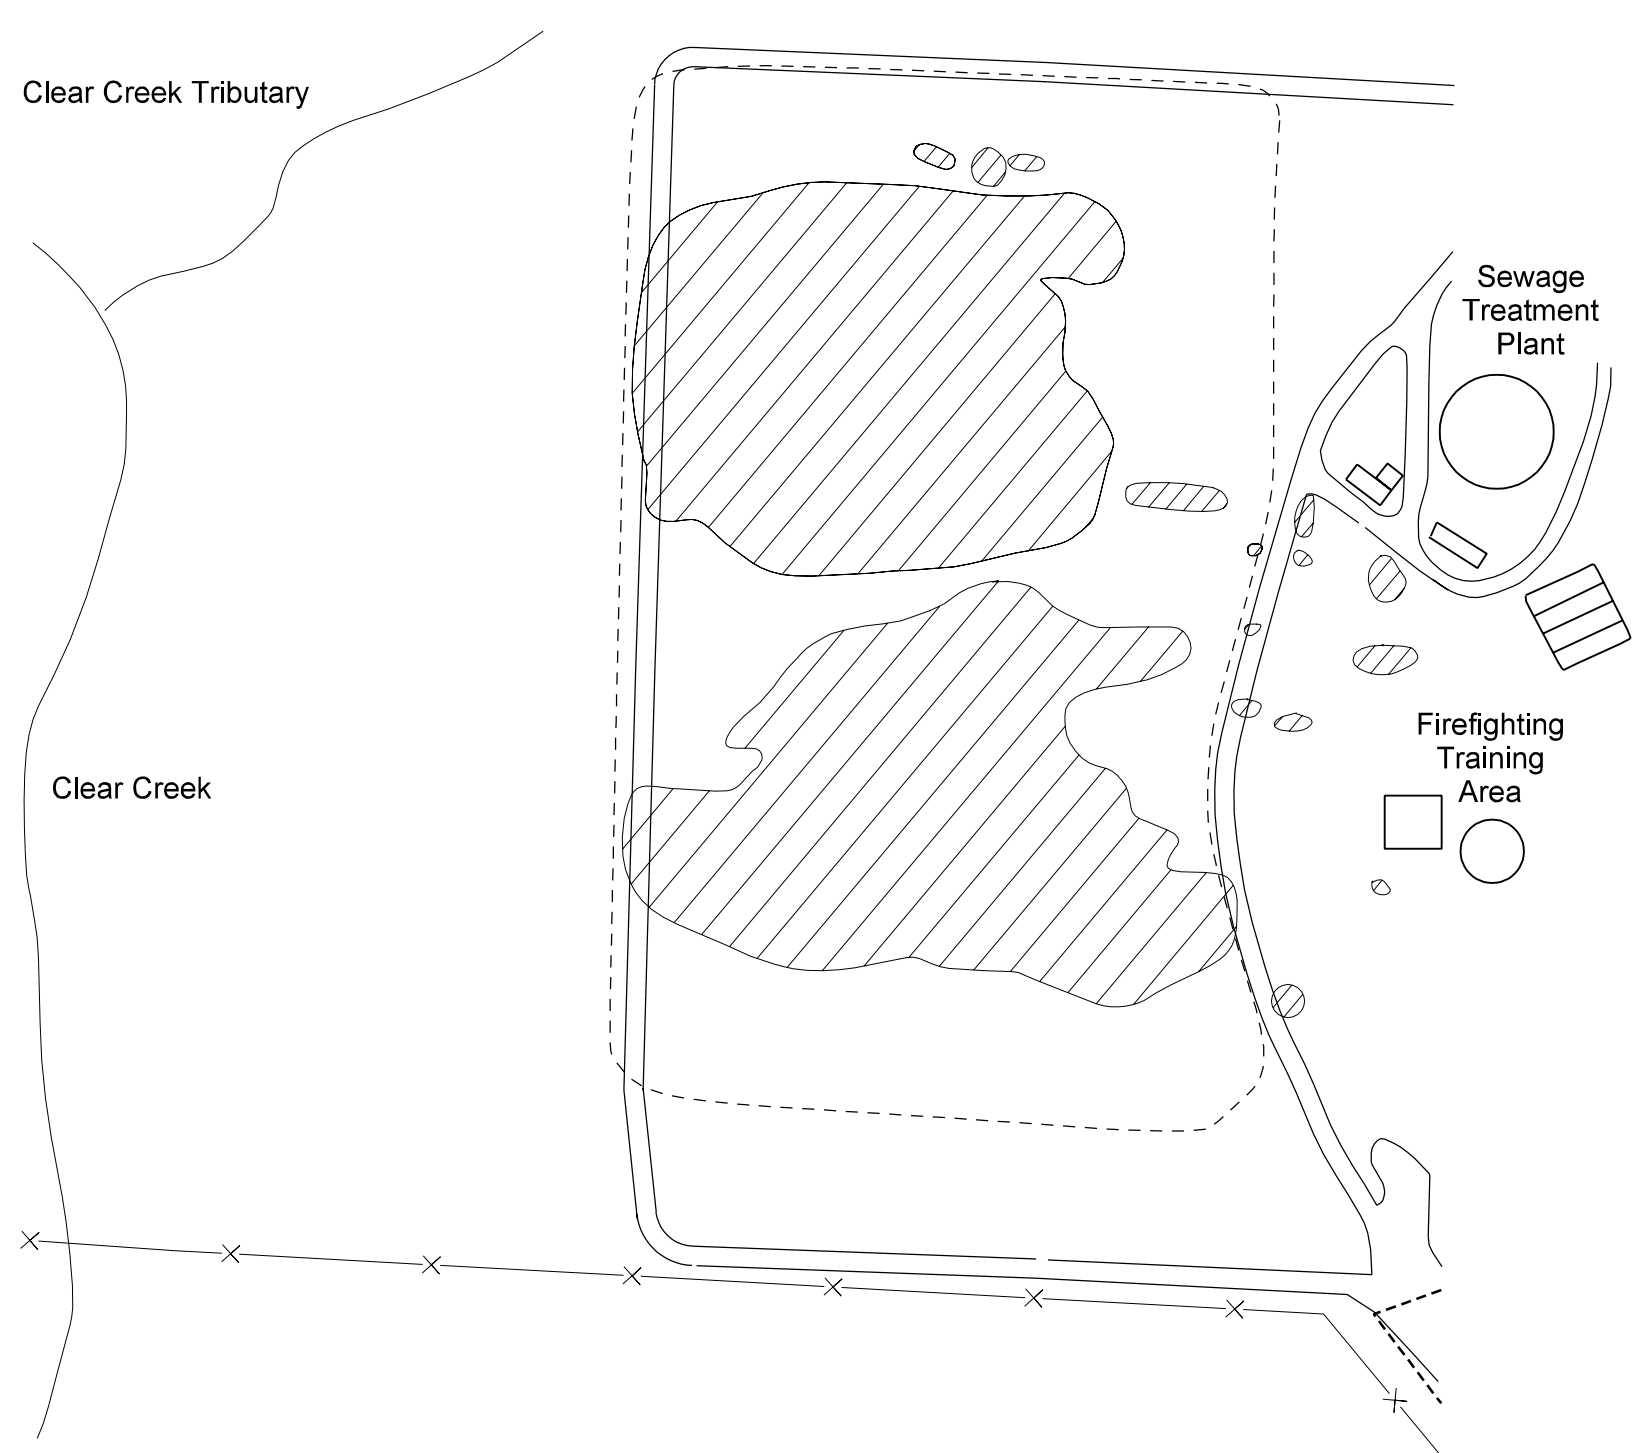 Clear Creek Tributary
Sewage
Treatment
Plant
Firefighting
Training
Area
Clear Creek